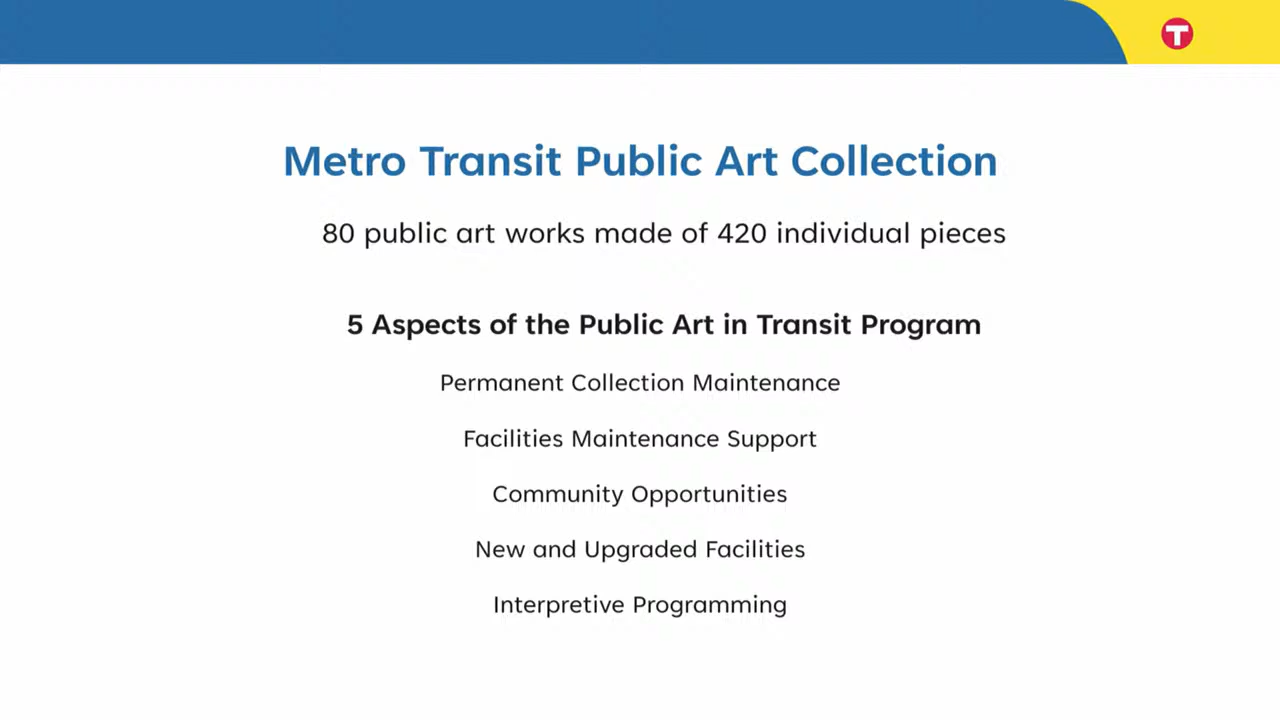 T
Metro Transit Public Art Collection
80 public art works made of 420 individual pieces
5 Aspects of the Public Art in Transit Program
Permanent Collection Maintenance
Facilities Maintenance Support
Community Opportunities
New and Upgraded Facilities
Interpretive Programming